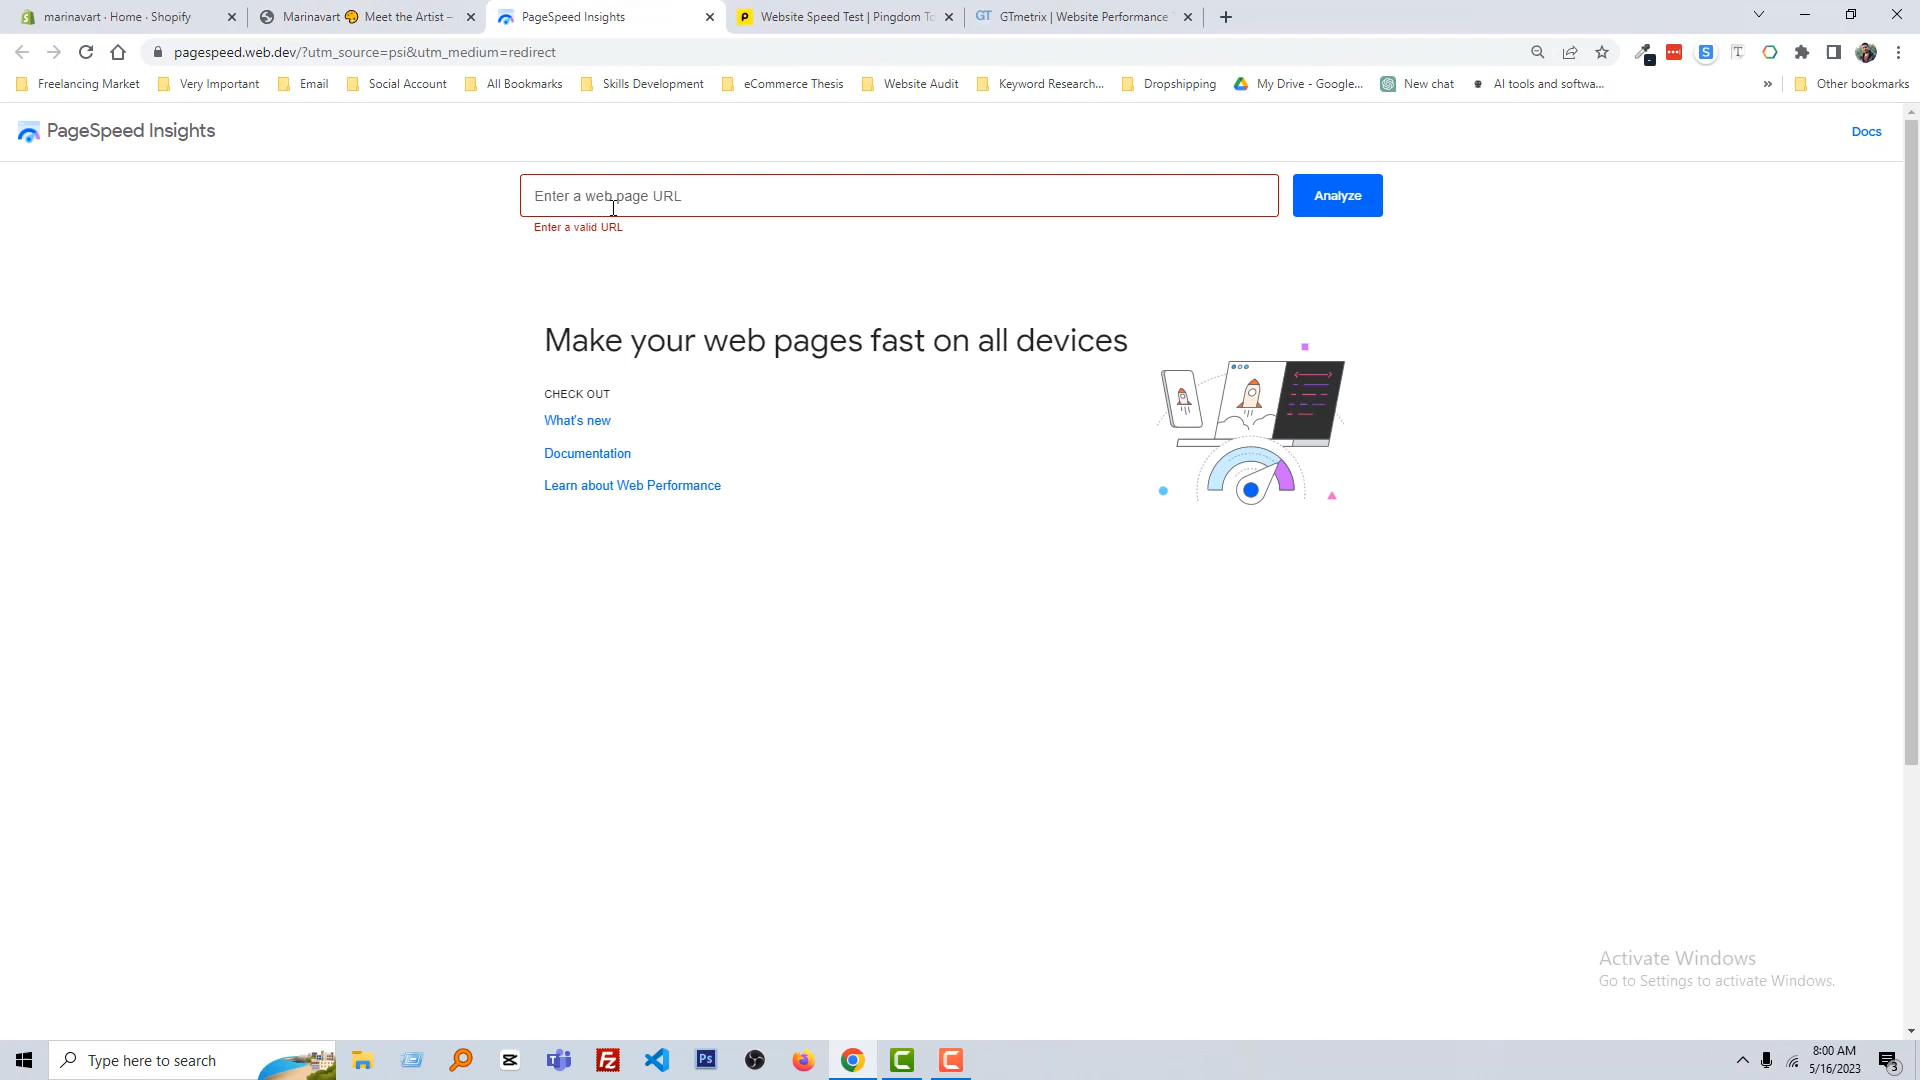 marinavart · Home · Shopify
Marinavart 🎨 Meet the Artist –
PageSpeed Insights
Website Speed Test | Pingdom To
GTmetrix | Website Performance
pagespeed.web.dev/?utm_source=psi&utm_medium=redirect
Freelancing Market
Very Important
Email
Social Account
All Bookmarks
Skills Development
eCommerce Thesis
Website Audit
Keyword Research...
Dropshipping
My Drive - Google...
New chat
AI tools and softwa...
»
Other bookmarks
PageSpeed Insights
Docs
Enter a web page URL
Analyze
Enter a valid URL
Make your web pages fast on all devices
CHECK OUT
What's new
Documentation
Learn about Web Performance
Activate Windows
Go to Settings to activate Windows.
Type here to search
Ps
8:00 AM
5/16/2023
3